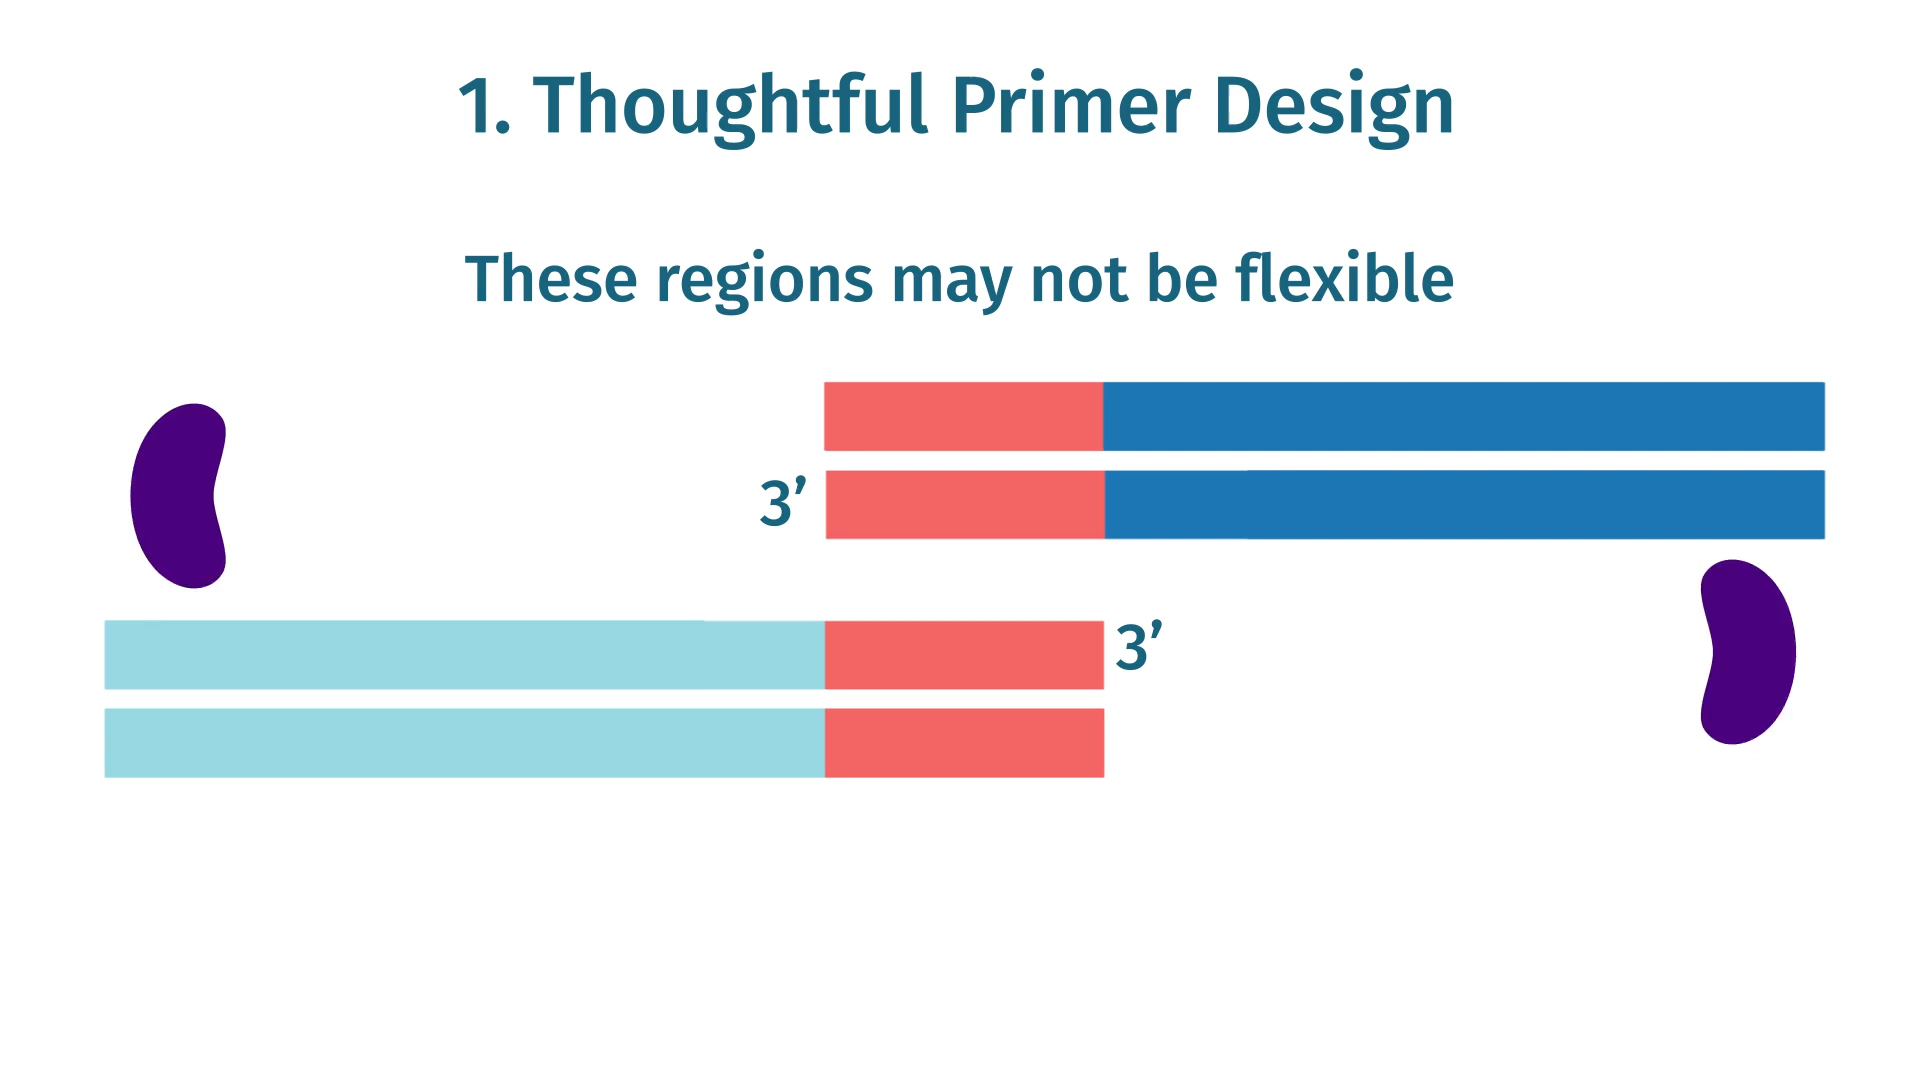 1. Thoughtful Primer Design
These regions may not be flexible
3’
3’